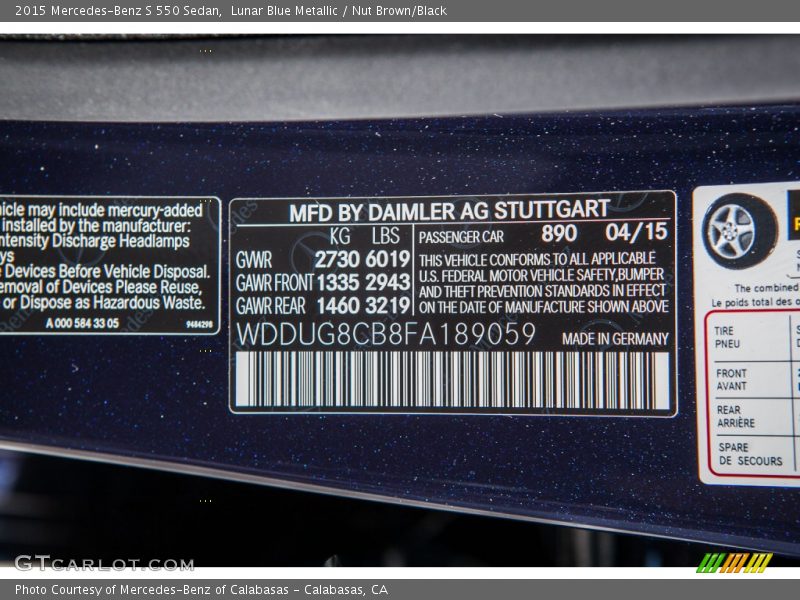 2015 Mercedes-Benz S 550 Sedan,  Lunar Blue Metallic / Nut Brown/Black
may include mercury-added
installed by the manufacturer:
Discharge Headlamps
Devices Before Vehicle Disposal.
of Devices Please Reuse,
or Dispose as Hazardous Waste.
A 000 584 33 05 9484298
MFD BY DAIMLER AG STUTTGART
KG LBS PASSENGER CAR 890 04/15
GWR 2730 6019
GAWR FRONT 1335 2943
GAWR REAR 1460 3219
THIS VEHICLE CONFORMS TO ALL APPLICABLE
U.S. FEDERAL MOTOR VEHICLE SAFETY,BUMPER
AND THEFT PREVENTION STANDARDS IN EFFECT
ON THE DATE OF MANUFACTURE SHOWN ABOVE
WDDUG8CB8FA189059 MADE IN GERMANY
The combined
Le poids total des
TIRE
PNEU
FRONT
AVANT
REAR
ARRIÈRE
SPARE
DE SECOURS
GTCARLOT.COM
Photo Courtesy of Mercedes-Benz of Calabasas - Calabasas, CA